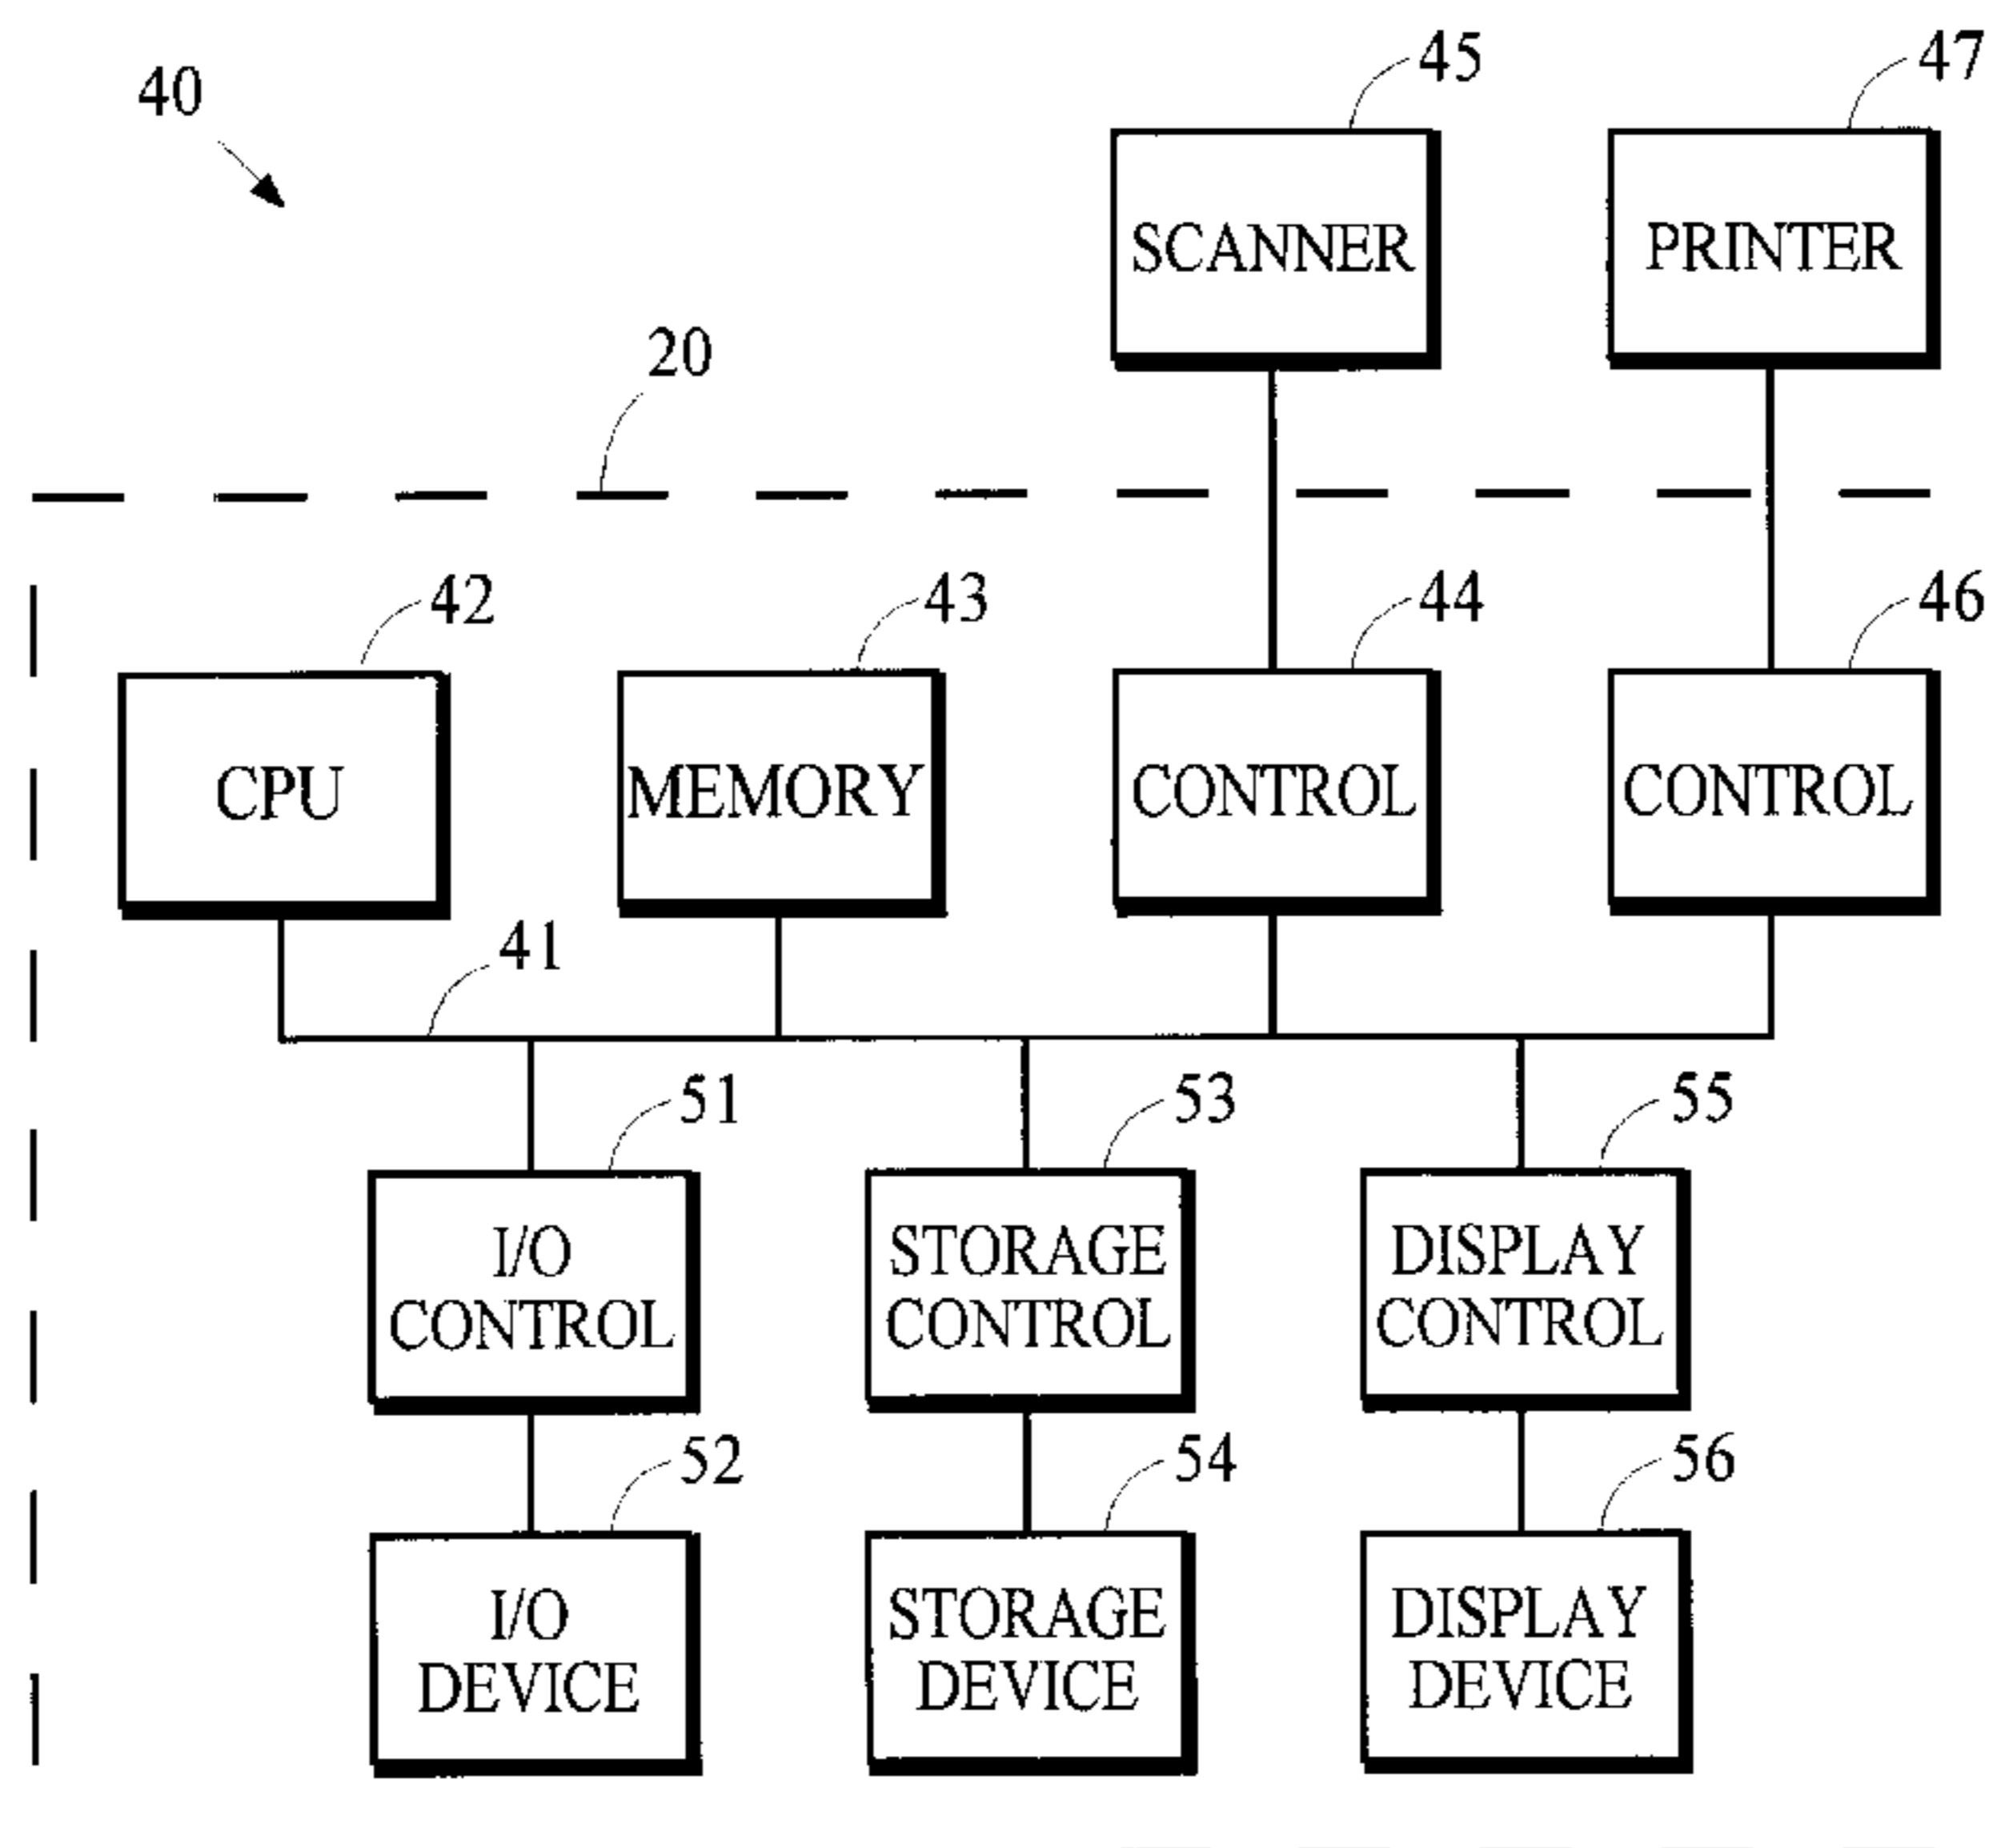 40
45
47
SCANNER
PRINTER
20
42
43
44
46
CPU
MEMORY
CONTROL
CONTROL
41
51
53
55
I/O
CONTROL
STORAGE
CONTROL
DISPLAY
CONTROL
52
54
56
I/O
DEVICE
STORAGE
DEVICE
DISPLAY
DEVICE